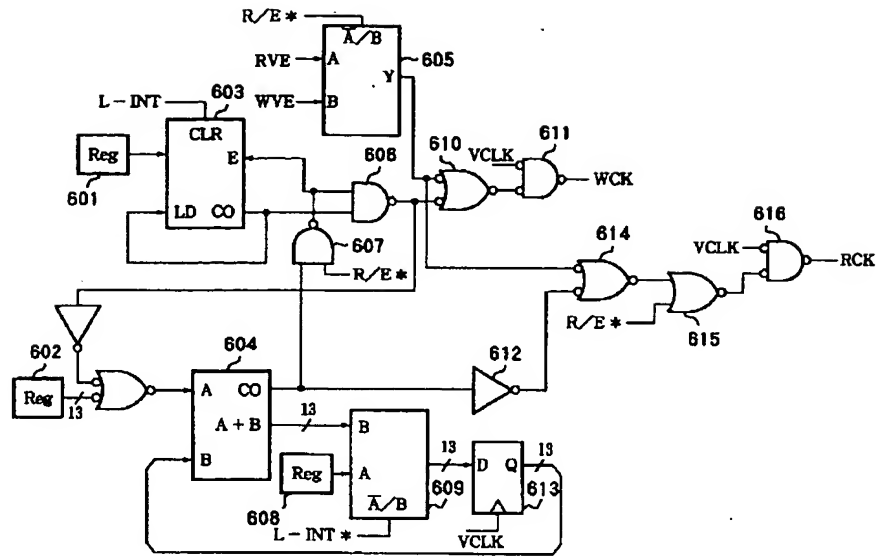 R/E*
A̅/B
605
RVE
A
Y
WVE
B
L-INT
603
CLR
Reg
601
E
LD
CO
606
607
R/E*
610
VCLK
611
WCK
614
R/E*
615
VCLK
616
RCK
602
Reg
13
604
A
CO
A+B
B
612
13
B
Reg
608
A
A̅/B
609
L-INT*
13
D
Q
613
VCLK
13